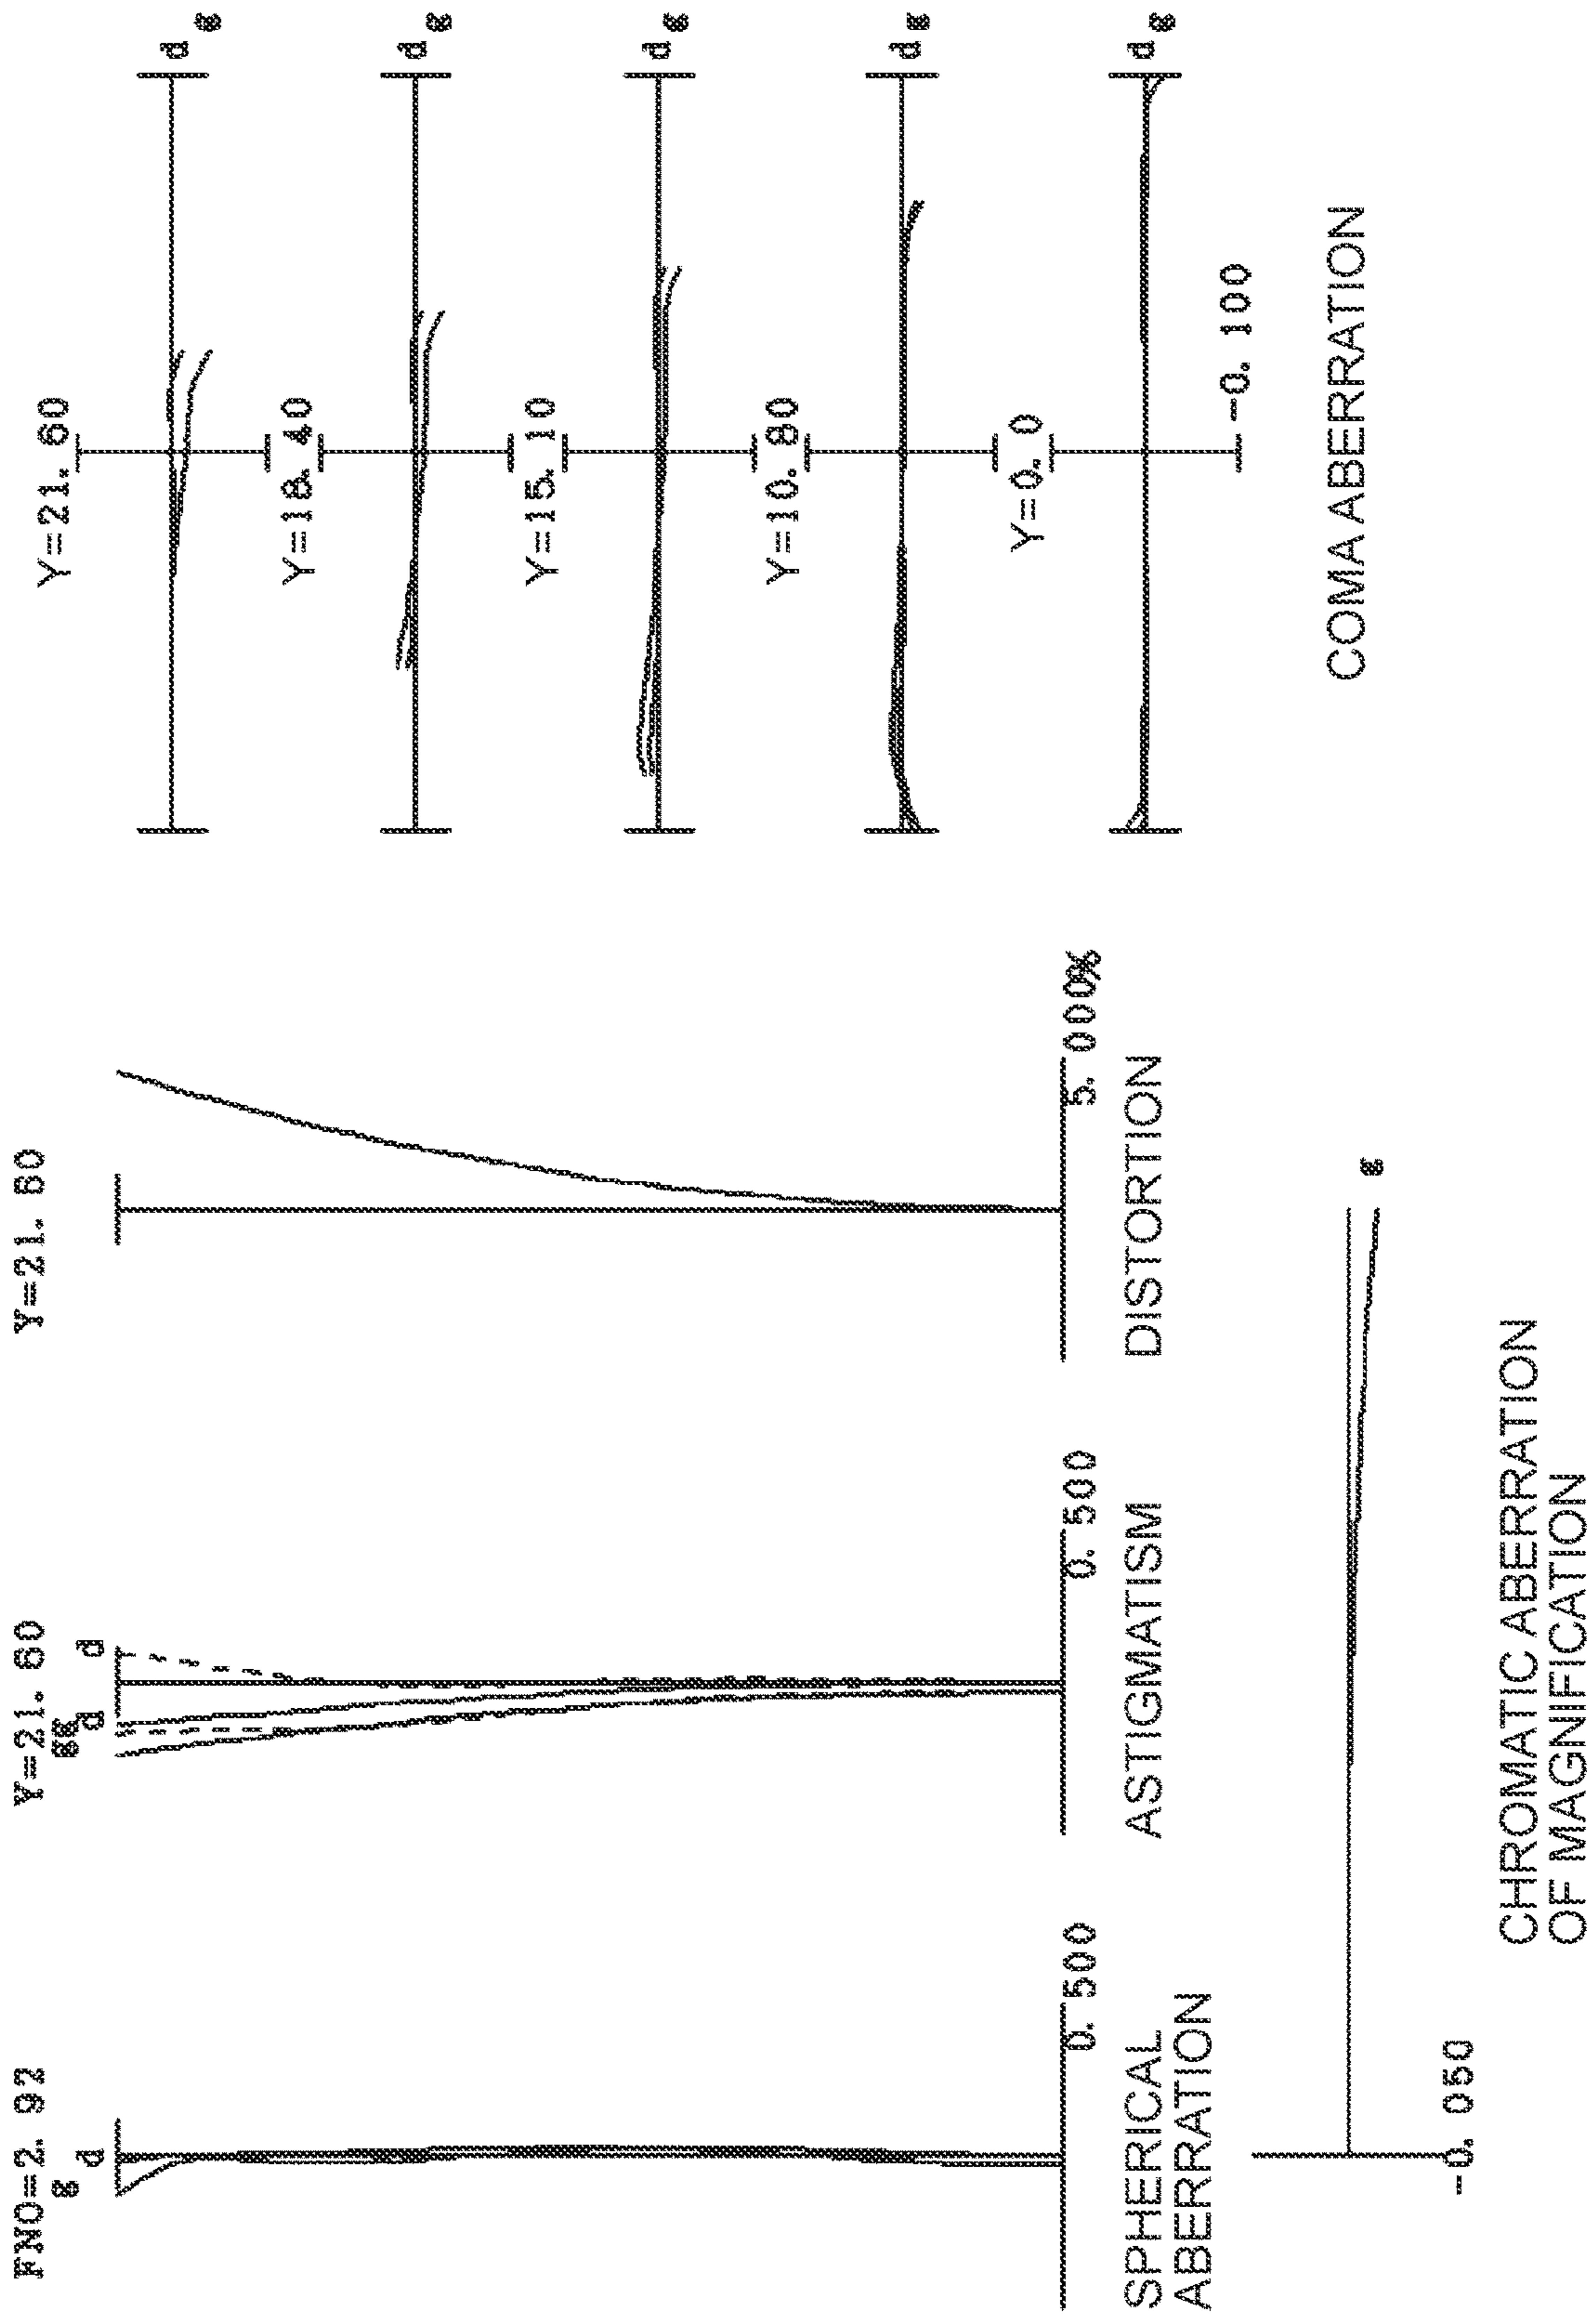 FNO=2. 92
g d
SPHERICAL
ABERRATION
0. 500
Y=21. 60
g g
d d
ASTIGMATISM
0. 500
Y=21. 60
DISTORTION
5. 000%
-0. 050
g
CHROMATIC ABERRATION
OF MAGNIFICATION
Y=21. 60
d
g
Y=18. 40
d
g
Y=15. 10
d
g
Y=10. 80
d
g
Y=0. 0
d
g
-0. 100
COMA ABERRATION